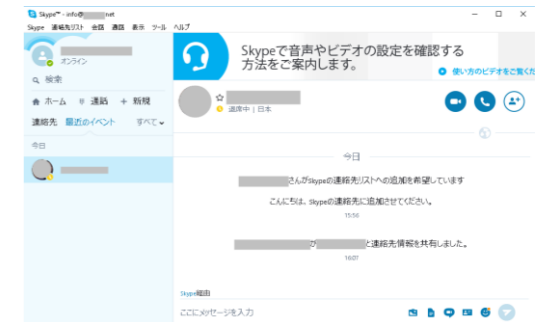 Skype™ - info@ net
Skype 連絡先リスト 会話 通話 表示 ツール ヘルプ
オンライン
検索
ホーム 通話 + 新規
連絡先 最近のイベント すべて
今日
Skypeで音声やビデオの設定を確認する
方法をご案内します。
使い方のビデオをご覧くだ
退席中 | 日本
今日
さんがSkypeの連絡先リストへの追加を希望しています
こんにちは、Skypeの連絡先に追加させてください。
15:56
が と連絡先情報を共有しました。
16:01
Skype経由
ここにメッセージを入力